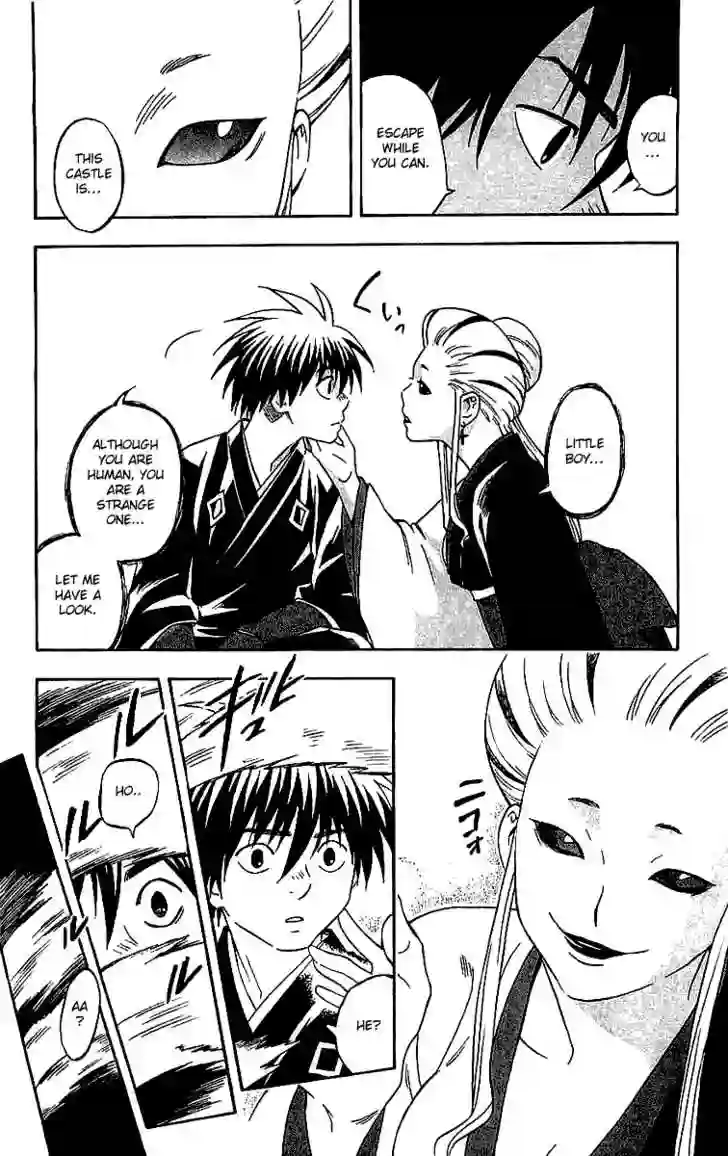 YOU
...
ESCAPE
WHILE
YOU CAN.
THIS
CASTLE
IS...
くいっ
LITTLE
BOY...
ALTHOUGH
YOU ARE
HUMAN, YOU
ARE A
STRANGE
ONE...
LET ME
HAVE A
LOOK.
ニコォ
ギュル
HE?
ル
HO..
ル
ル
AA
?